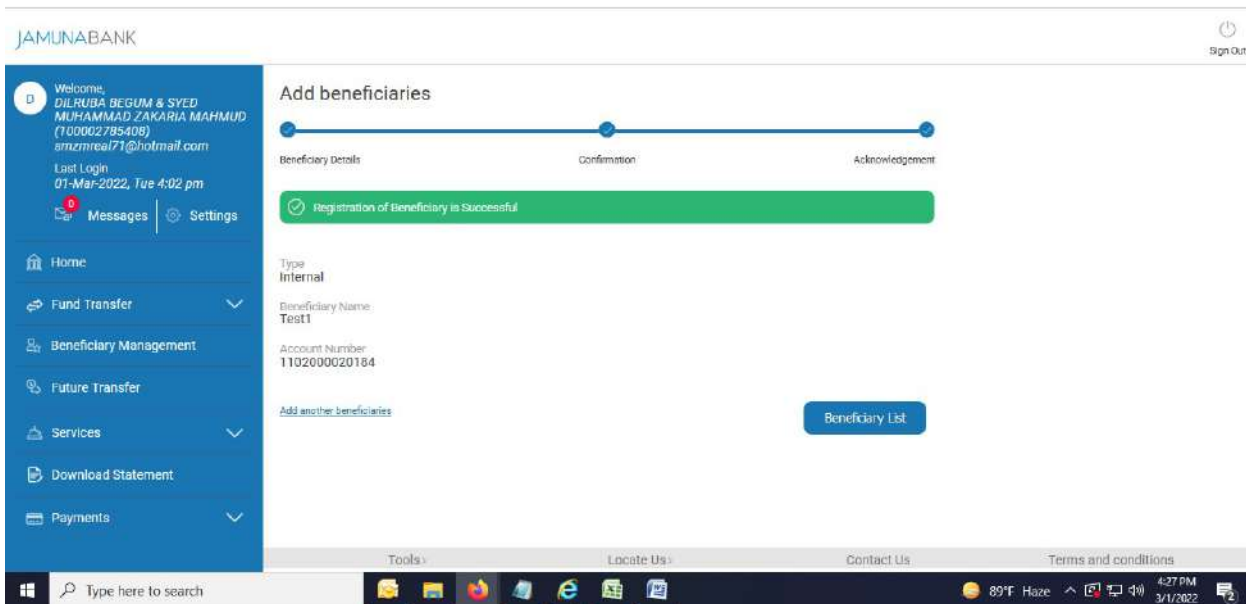 JAMUNABANK
Sign Out
D
Welcome,
DILRUBA BEGUM & SYED
MUHAMMAD ZAKARIA MAHMUD
(100002785408)
smzmreal71@hotmail.com
Last Login
01-Mar-2022, Tue 4:02 pm
0
Messages
Settings
Home
Fund Transfer
Beneficiary Management
Future Transfer
Services
Download Statement
Payments
Add beneficiaries
Beneficiary Details
Confirmation
Acknowledgement
Registration of Beneficiary is Successful
Type
Internal
Beneficiary Name
Test1
Account Number
1102000020184
Add another beneficiaries
Beneficiary List
Tools
Locate Us
Contact Us
Terms and conditions
Type here to search
89°F Haze
4:27 PM
3/1/2022
2